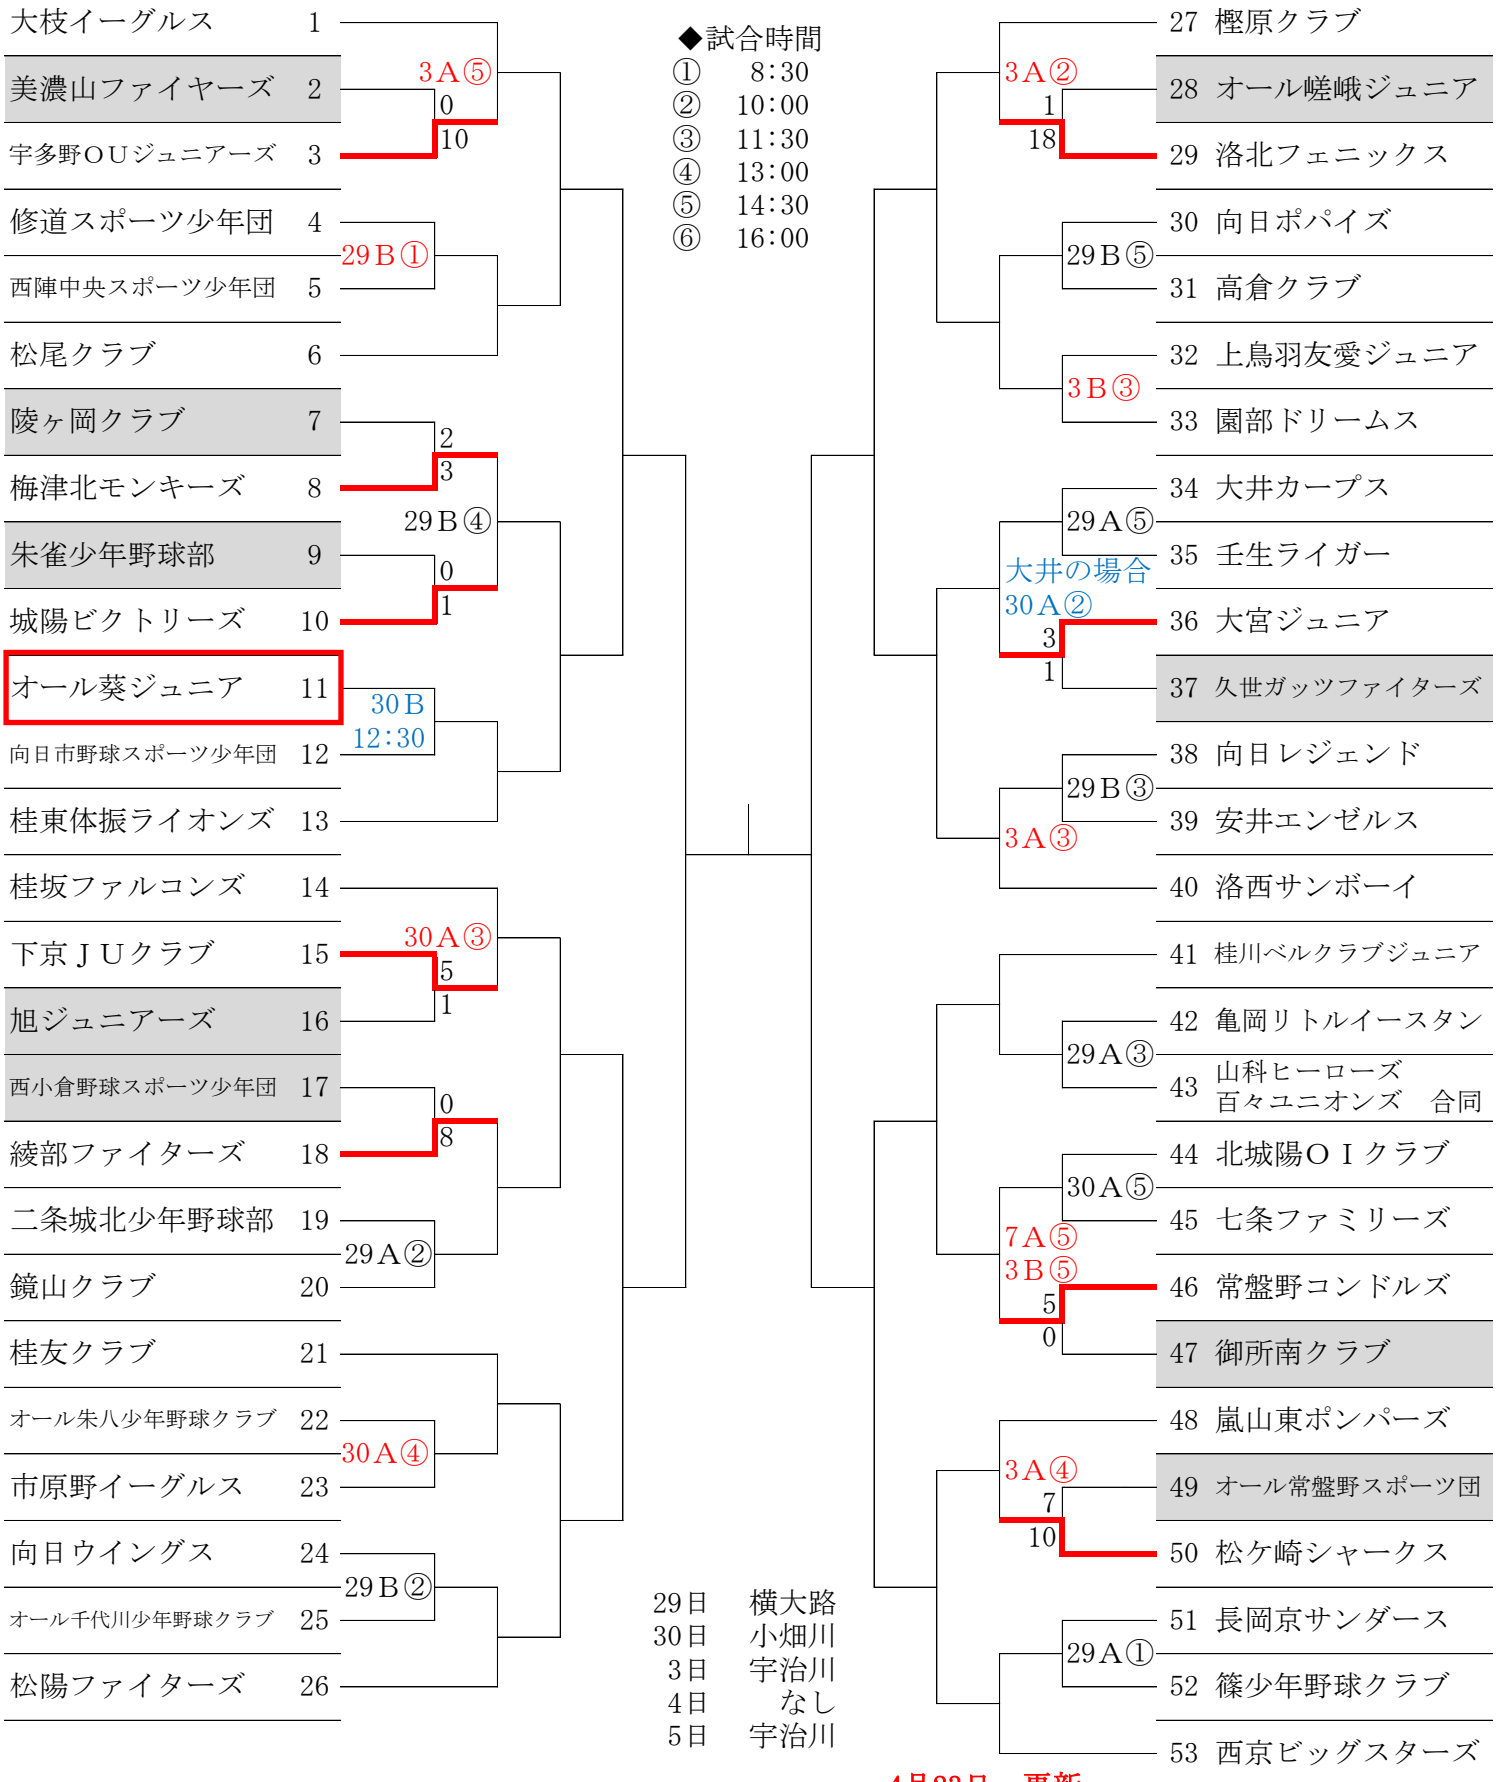 大枝イーグルス 1
美濃山ファイヤーズ 2
宇多野ＯＵジュニアーズ 3
修道スポーツ少年団 4
西陣中央スポーツ少年団 5
松尾クラブ 6
陵ヶ岡クラブ 7
梅津北モンキーズ 8
朱雀少年野球部 9
城陽ビクトリーズ 10
オール葵ジュニア 11
向日市野球スポーツ少年団 12
桂東体振ライオンズ 13
桂坂ファルコンズ 14
下京ＪＵクラブ 15
旭ジュニアーズ 16
西小倉野球スポーツ少年団 17
綾部ファイターズ 18
二条城北少年野球部 19
鏡山クラブ 20
桂友クラブ 21
オール朱八少年野球クラブ 22
市原野イーグルス 23
向日ウイングス 24
オール千代川少年野球クラブ 25
松陽ファイターズ 26
3Ａ⑤
0
10
29Ｂ①
2
3
29Ｂ④
0
1
30Ｂ
12:30
30Ａ③
5
1
0
8
29Ａ②
30Ａ④
29Ｂ②
◆試合時間
① 8:30
② 10:00
③ 11:30
④ 13:00
⑤ 14:30
⑥ 16:00
29日 横大路
30日 小畑川
3日 宇治川
4日 なし
5日 宇治川
3Ａ②
1
18
29Ｂ⑤
3Ｂ③
29Ａ⑤
大井の場合
30Ａ②
3
1
29Ｂ③
3Ａ③
29Ａ③
30Ａ⑤
7Ａ⑤
3Ｂ⑤
5
0
3Ａ④
7
10
29Ａ①
27 樫原クラブ
28 オール嵯峨ジュニア
29 洛北フェニックス
30 向日ポパイズ
31 高倉クラブ
32 上鳥羽友愛ジュニア
33 園部ドリームス
34 大井カープス
35 壬生ライガー
36 大宮ジュニア
37 久世ガッツファイターズ
38 向日レジェンド
39 安井エンゼルス
40 洛西サンボーイ
41 桂川ベルクラブジュニア
42 亀岡リトルイースタン
43 山科ヒーローズ
百々ユニオンズ 合同
44 北城陽ＯＩクラブ
45 七条ファミリーズ
46 常盤野コンドルズ
47 御所南クラブ
48 嵐山東ポンパーズ
49 オール常盤野スポーツ団
50 松ケ崎シャークス
51 長岡京サンダース
52 篠少年野球クラブ
53 西京ビッグスターズ